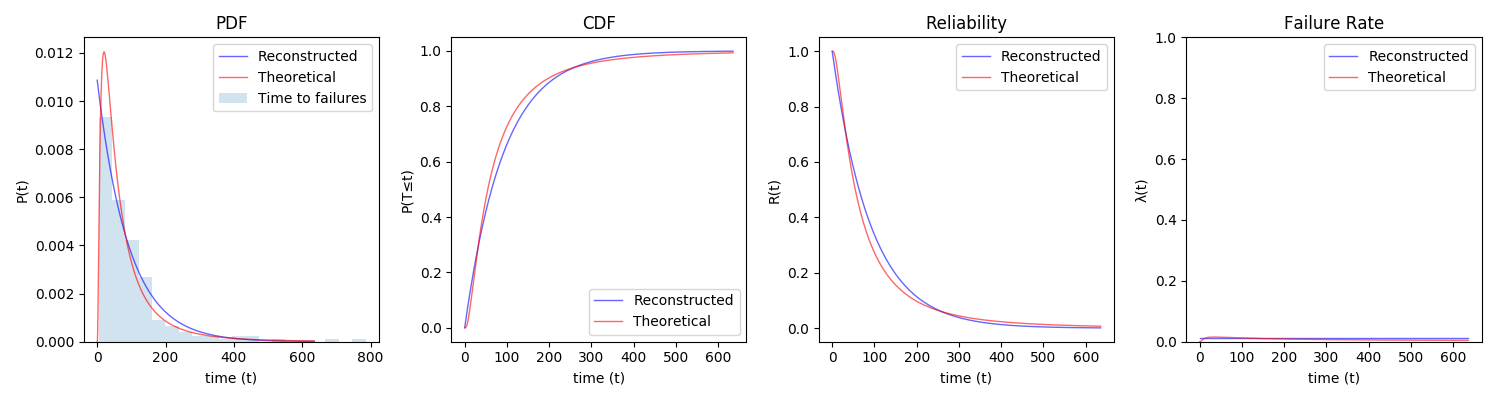 PDF
0.012
0.010
0.008
0.006
0.004
0.002
0.000
P(t)
0
200
400
600
800
time (t)
Reconstructed
Theoretical
Time to failures
CDF
1.0
0.8
0.6
0.4
0.2
0.0
P(T≤t)
0
100
200
300
400
500
600
time (t)
Reconstructed
Theoretical
Reliability
1.0
0.8
0.6
0.4
0.2
0.0
R(t)
0
100
200
300
400
500
600
time (t)
Reconstructed
Theoretical
Failure Rate
1.0
0.8
0.6
0.4
0.2
0.0
λ(t)
0
100
200
300
400
500
600
time (t)
Reconstructed
Theoretical